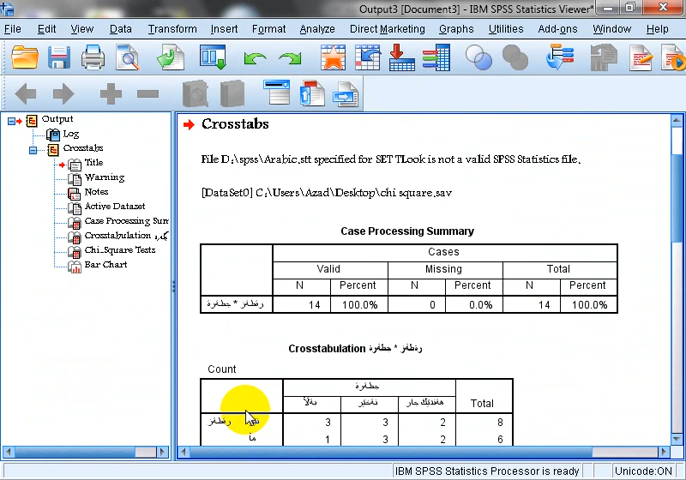 Output3 [Document3] - IBM SPSS Statistics Viewer*
File Edit View Data Transform Insert Format Analyze Direct Marketing Graphs Utilities Add-ons Window Help
Output
Log
Crosstabs
Title
Warning
Notes
Active Dataset
Case Processing Sum
Crosstabulation
Chi_Square Tests
Bar Chart
Crosstabs
File D:\spss\Arabic.stt specified for SET TLook is not a valid SPSS Statistics file.
[DataSet0] C:\Users\Azad\Desktop\chi square.sav
Case Processing Summary
Cases
Valid Missing Total
N Percent N Percent N Percent
14 100.0% 0 0.0% 14 100.0%
Crosstabulation
Count
Total
3 3 2 8
1 3 2 6
IBM SPSS Statistics Processor is ready Unicode:ON